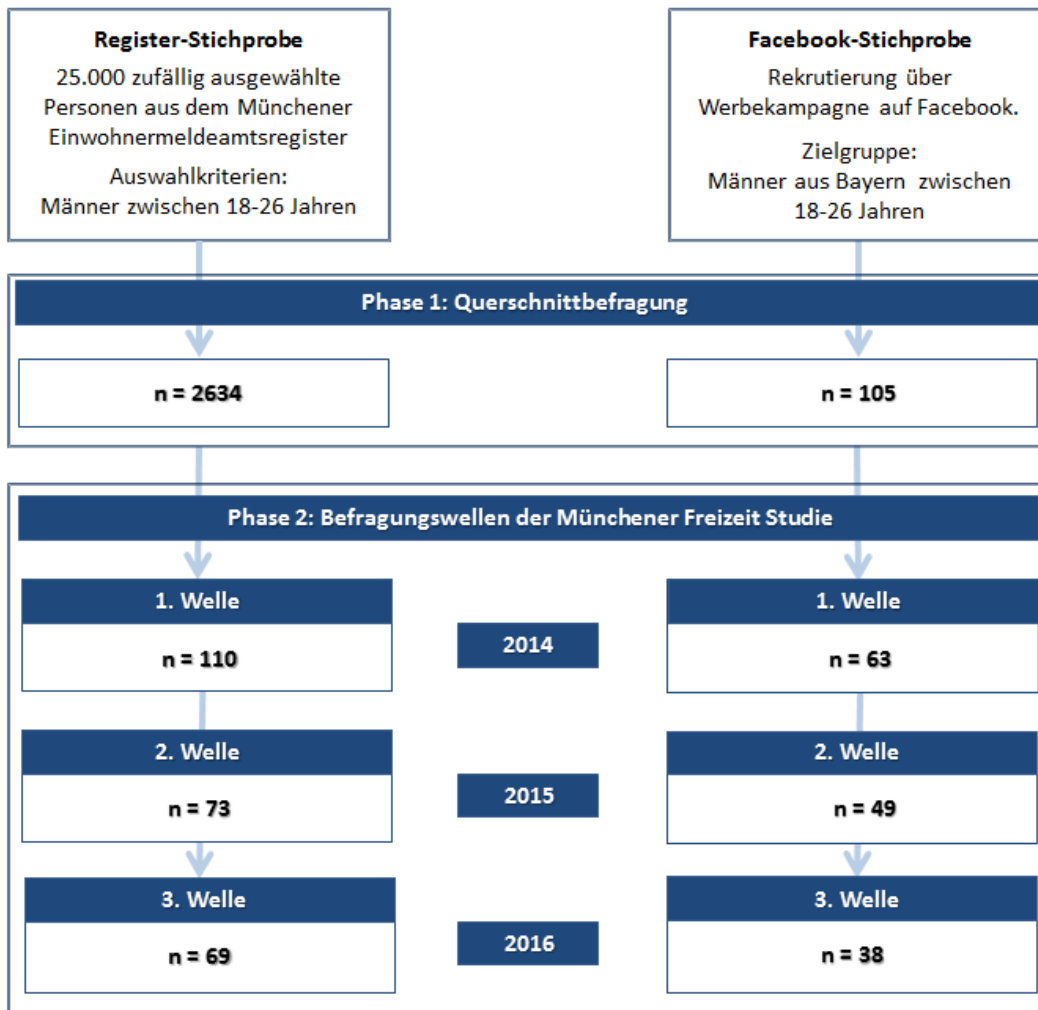 Register-Stichprobe
25.000 zufällig ausgewählte
Personen aus dem Münchener
Einwohnermeldeamtsregister
Auswahlkriterien:
Männer zwischen 18-26 Jahren
Facebook-Stichprobe
Rekrutierung über
Werbekampagne auf Facebook.
Zielgruppe:
Männer aus Bayern zwischen
18-26 Jahren
Phase 1: Querschnittbefragung
n = 2634
n = 105
Phase 2: Befragungswellen der Münchener Freizeit Studie
1. Welle
n = 110
2014
1. Welle
n = 63
2. Welle
n = 73
2015
2. Welle
n = 49
3. Welle
n = 69
2016
3. Welle
n = 38